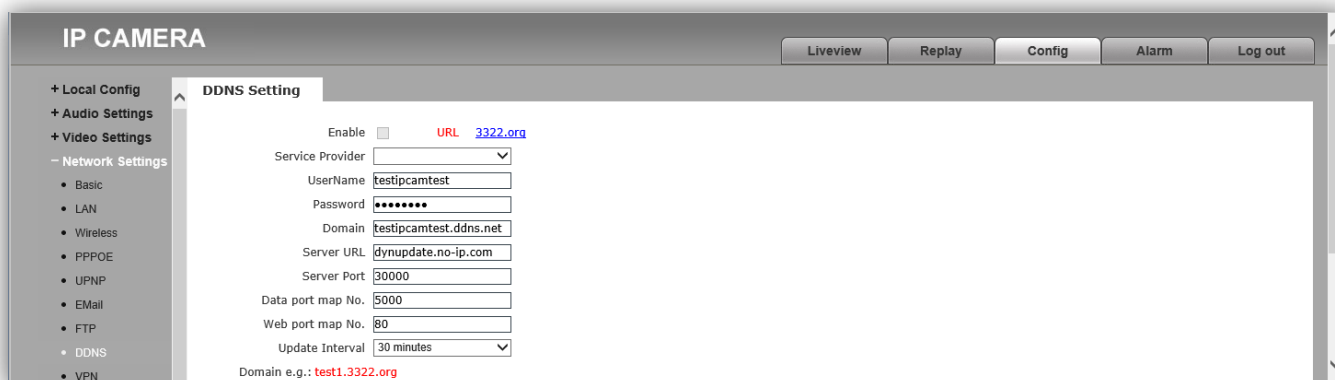 IP CAMERA
Liveview Replay Config Alarm Log out
+ Local Config
+ Audio Settings
+ Video Settings
− Network Settings
• Basic
• LAN
• Wireless
• PPPOE
• UPNP
• EMail
• FTP
• DDNS
• VPN
DDNS Setting
Enable URL 3322.org
Service Provider
UserName testipcamtest
Password ••••••••
Domain testipcamtest.ddns.net
Server URL dynupdate.no-ip.com
Server Port 30000
Data port map No. 5000
Web port map No. 80
Update Interval 30 minutes
Domain e.g.: test1.3322.org